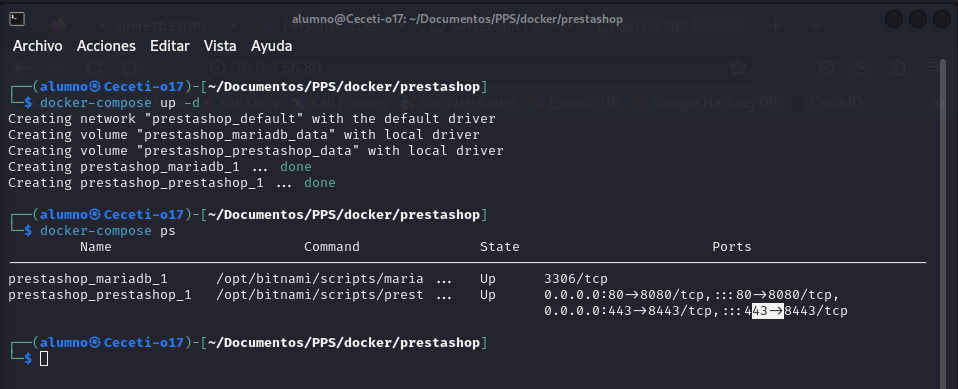 alumno@Ceceti-o17: ~/Documentos/PPS/docker/prestashop
Archivo Acciones Editar Vista Ayuda
┌──(alumno㉿Ceceti-o17)-[~/Documentos/PPS/docker/prestashop]
└─$ docker-compose up -d
Creating network "prestashop_default" with the default driver
Creating volume "prestashop_mariadb_data" with local driver
Creating volume "prestashop_prestashop_data" with local driver
Creating prestashop_mariadb_1 ... done
Creating prestashop_prestashop_1 ... done
┌──(alumno㉿Ceceti-o17)-[~/Documentos/PPS/docker/prestashop]
└─$ docker-compose ps
Name Command State Ports
prestashop_mariadb_1 /opt/bitnami/scripts/maria ... Up 3306/tcp
prestashop_prestashop_1 /opt/bitnami/scripts/prest ... Up 0.0.0.0:80->8080/tcp,:::80->8080/tcp,
0.0.0.0:443->8443/tcp,:::443->8443/tcp
┌──(alumno㉿Ceceti-o17)-[~/Documentos/PPS/docker/prestashop]
└─$